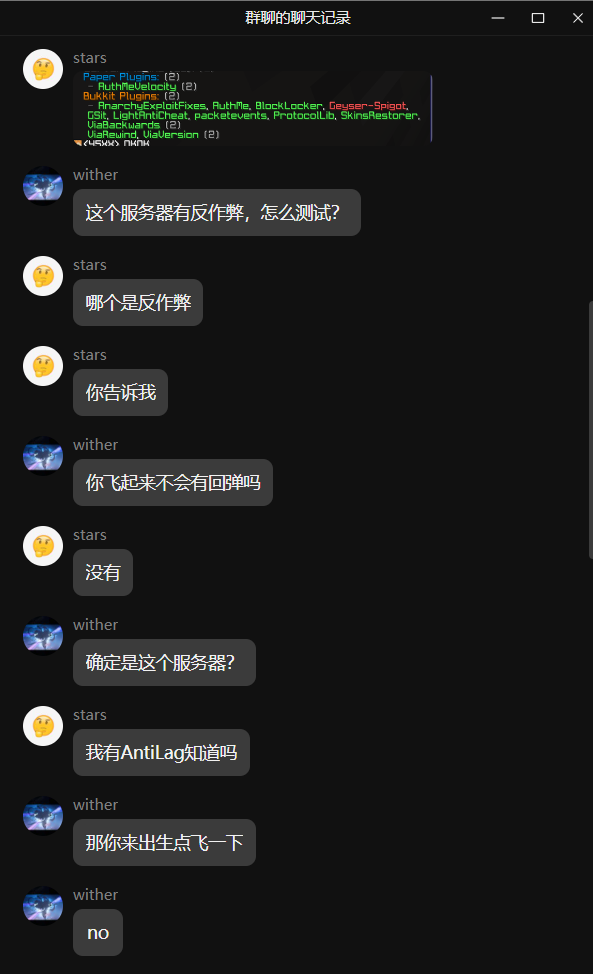 群聊的聊天记录
stars
Paper Plugins: (2)
- AuthMeVelocity (2)
Bukkit Plugins: (2)
- AnarchyExploitFixes, AuthMe, BlockLocker, Geyser-Spigot,
GSit, LightAntiCheat, packetevents, ProtocolLib, SkinsRestorer,
ViaBackwards (2)
ViaRewind, ViaVersion (2)
wither
这个服务器有反作弊，怎么测试？
stars
哪个是反作弊
stars
你告诉我
wither
你飞起来不会有回弹吗
stars
没有
wither
确定是这个服务器？
stars
我有AntiLag知道吗
wither
那你来出生点飞一下
wither
no